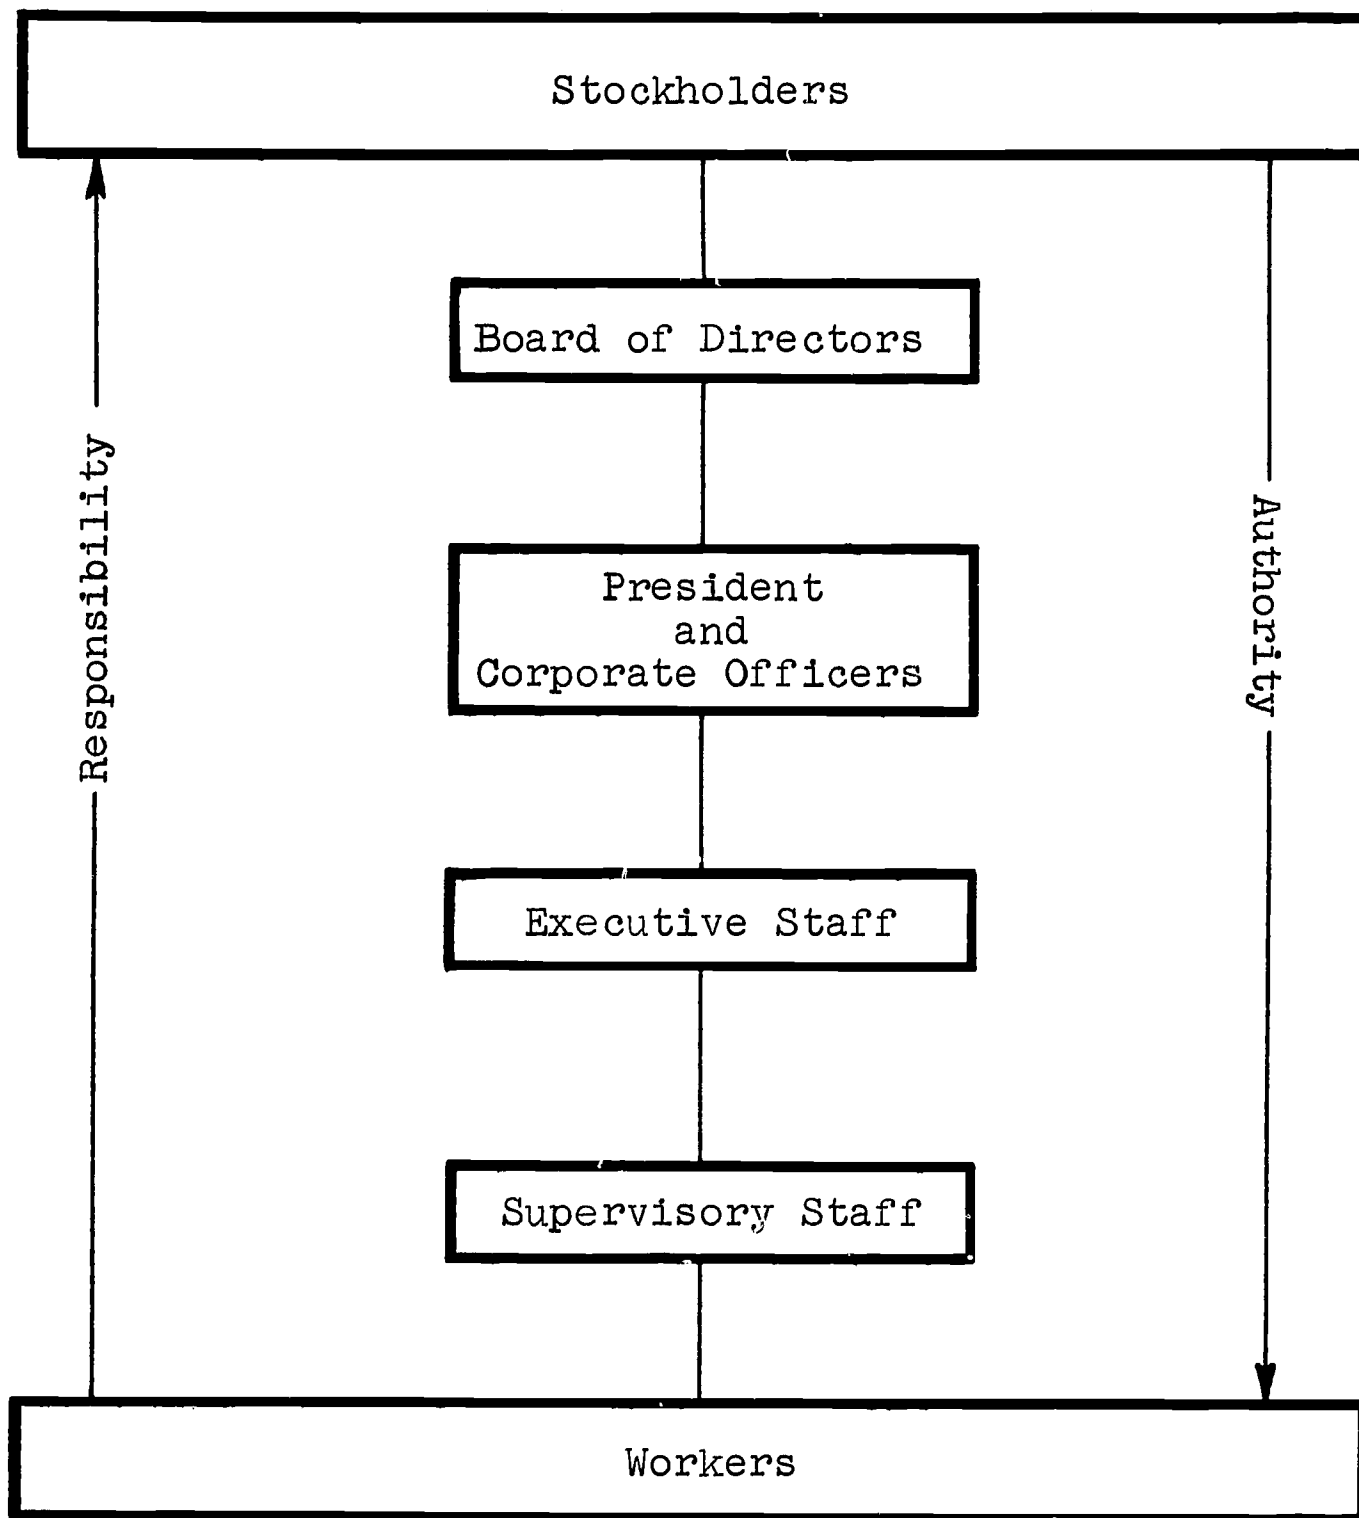 Stockholders
Board of Directors
Responsibility
Authority
President
and
Corporate Officers
Executive Staff
Supervisory Staff
Workers